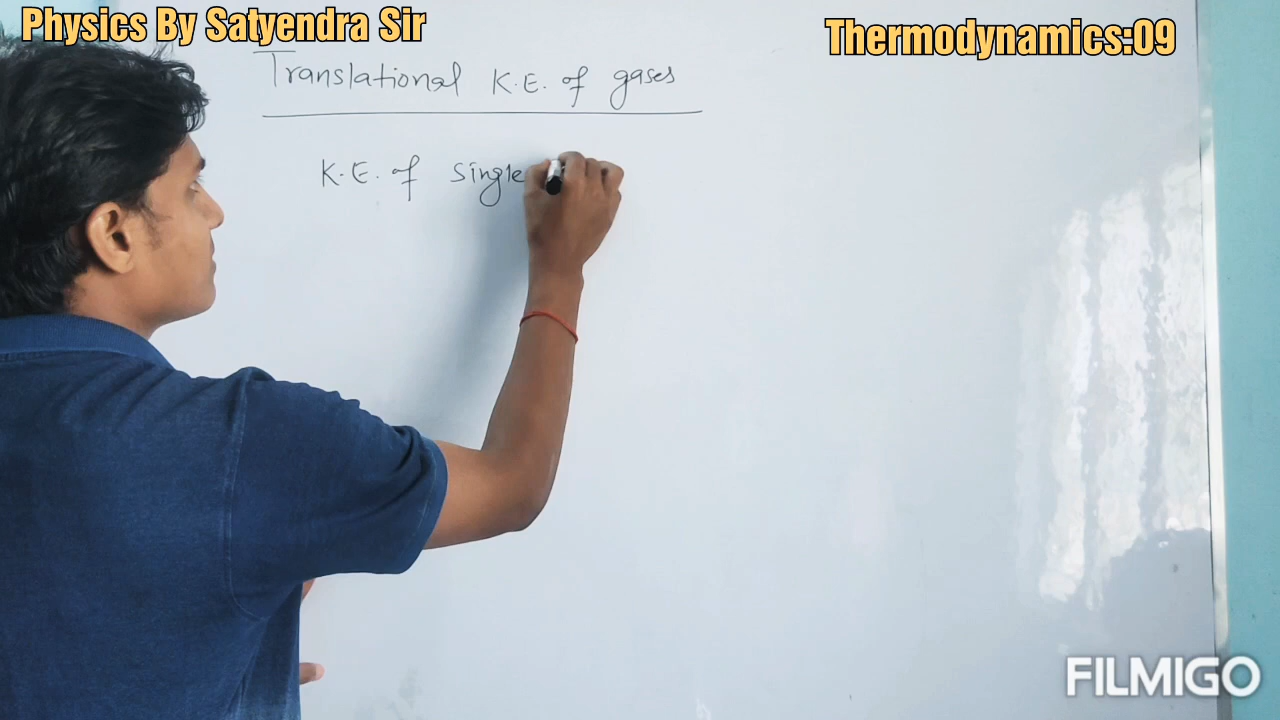 Physics By Satyendra Sir
Thermodynamics:09
Translational K.E. of gases
K.E. of Single
FILMIGO